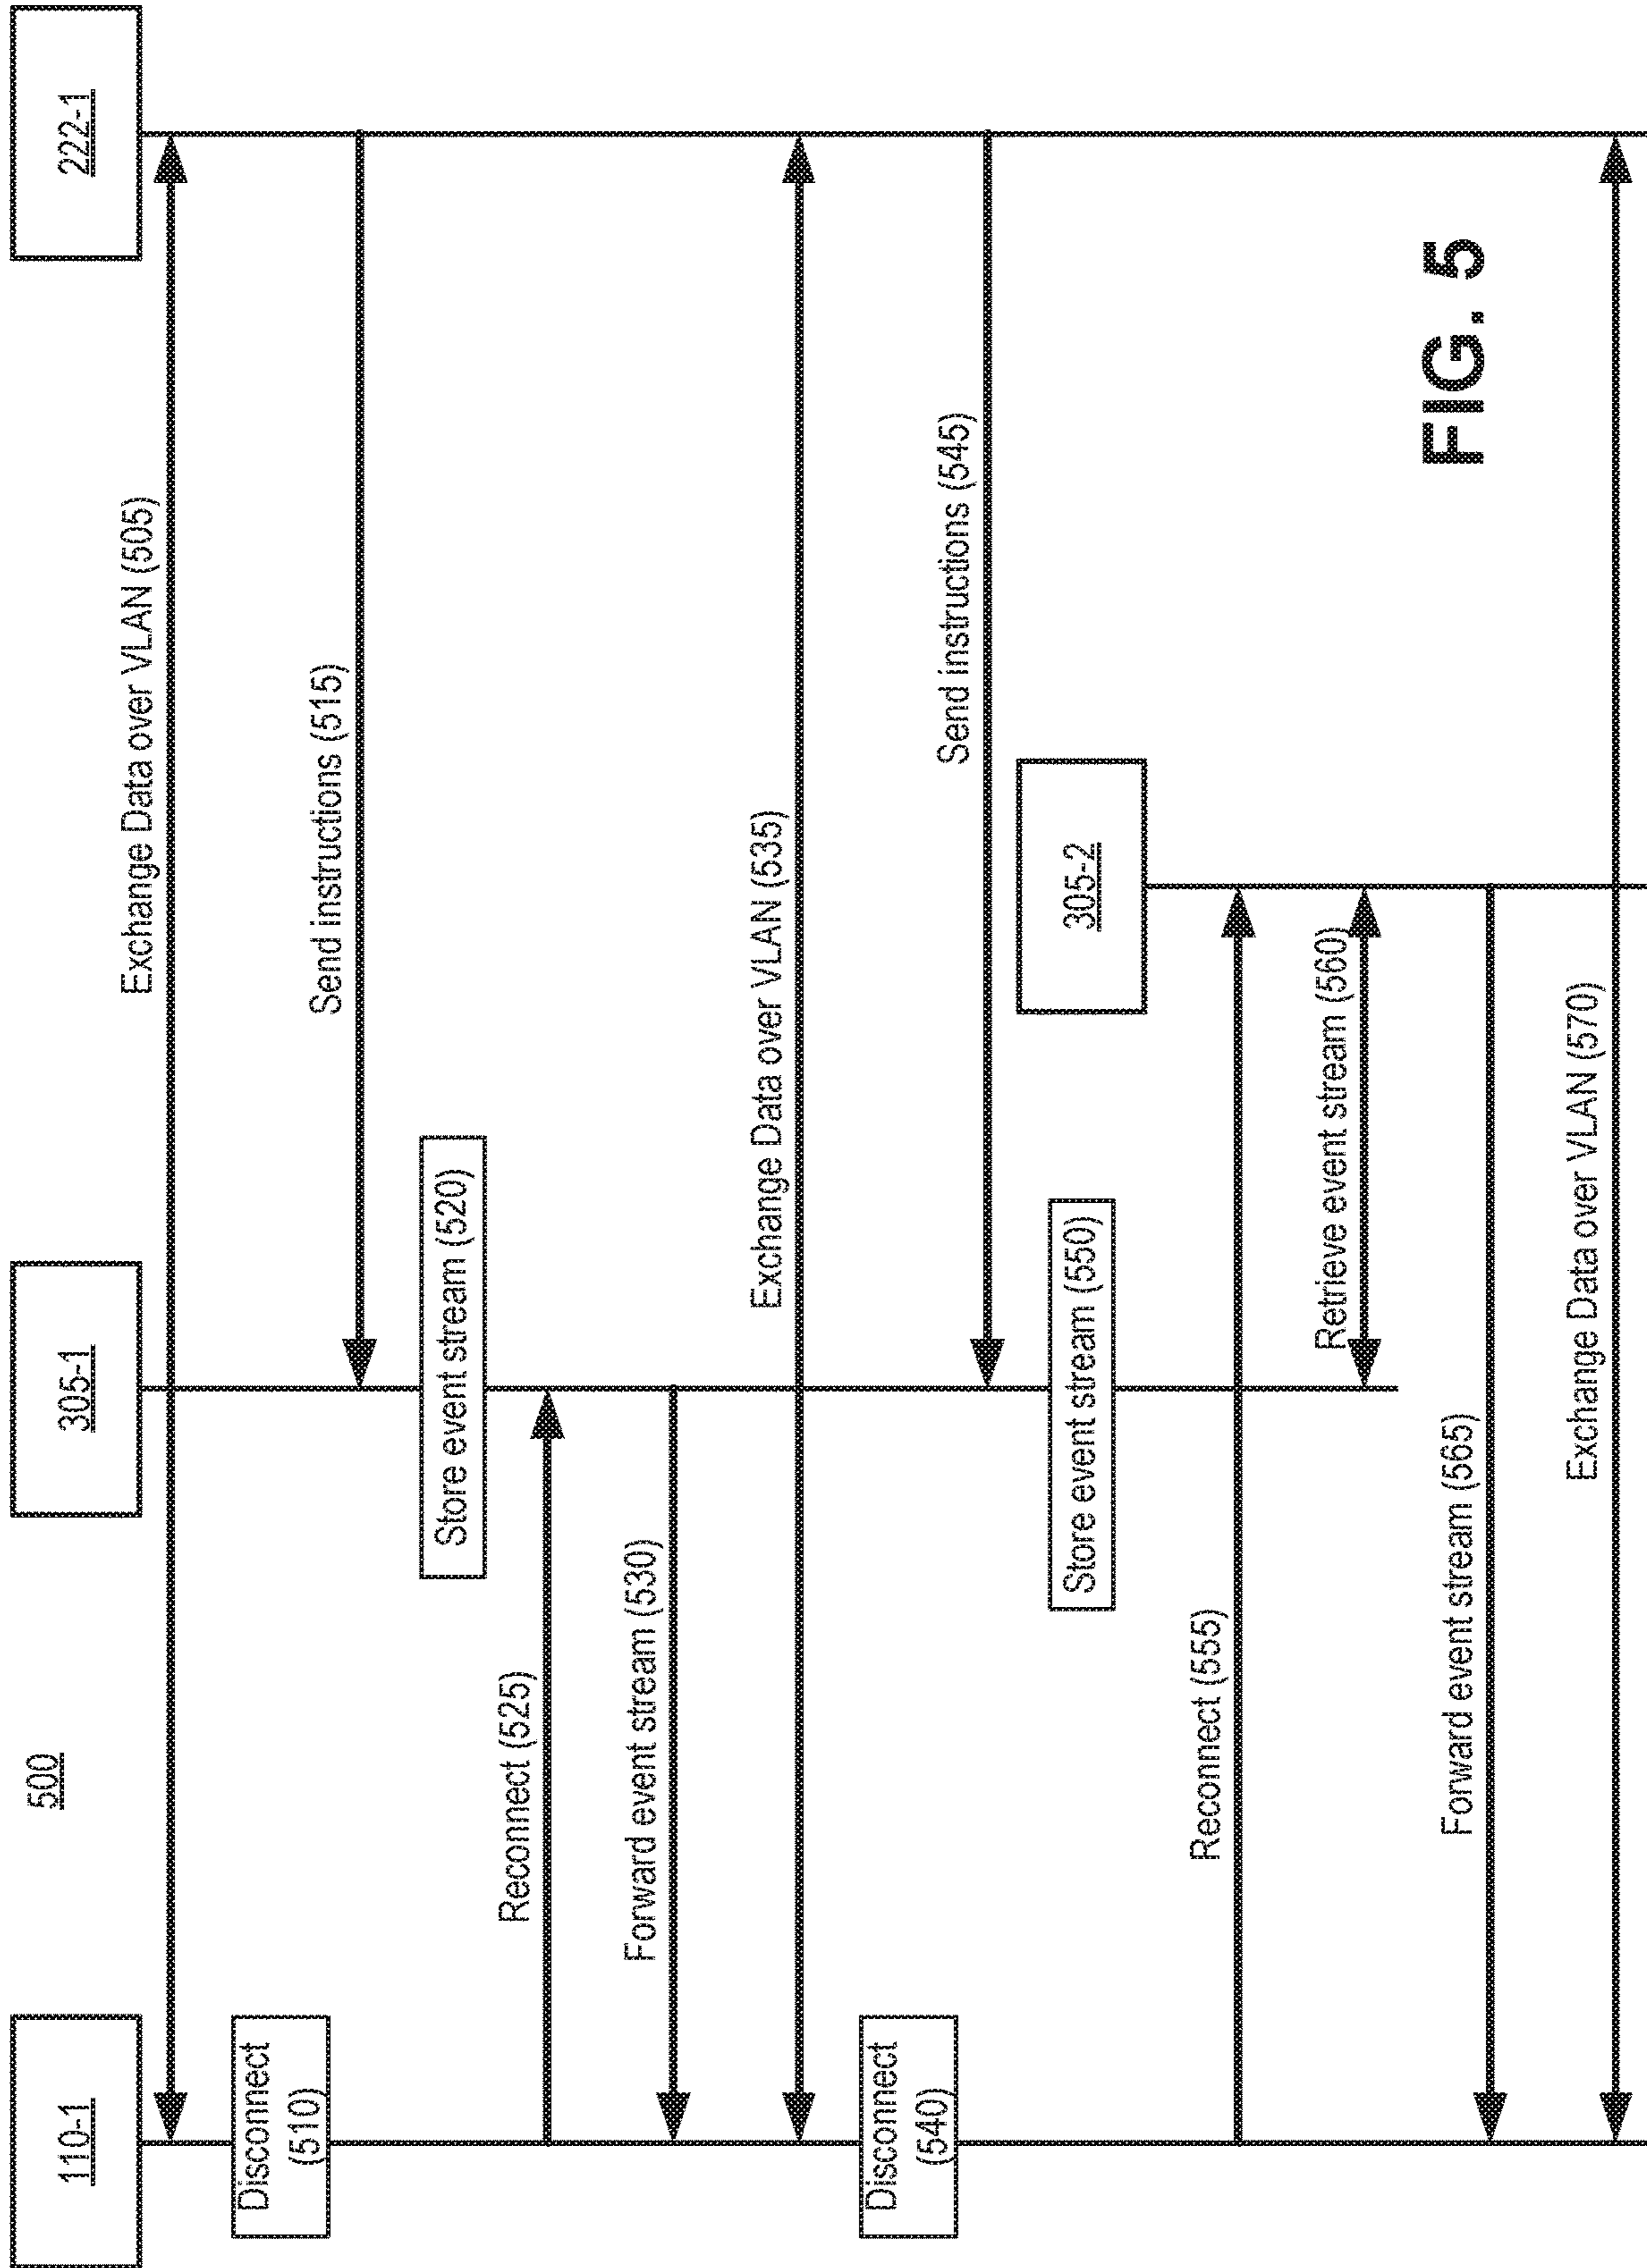 500
110-1
305-1
222-1
Exchange Data over VLAN (505)
Disconnect
(510)
Send instructions (515)
Store event stream (520)
Reconnect (525)
Forward event stream (530)
Exchange Data over VLAN (535)
Disconnect
(540)
Send instructions (545)
305-2
Store event stream (550)
Reconnect (555)
Retrieve event stream (560)
Forward event stream (565)
Exchange Data over VLAN (570)
FIG. 5